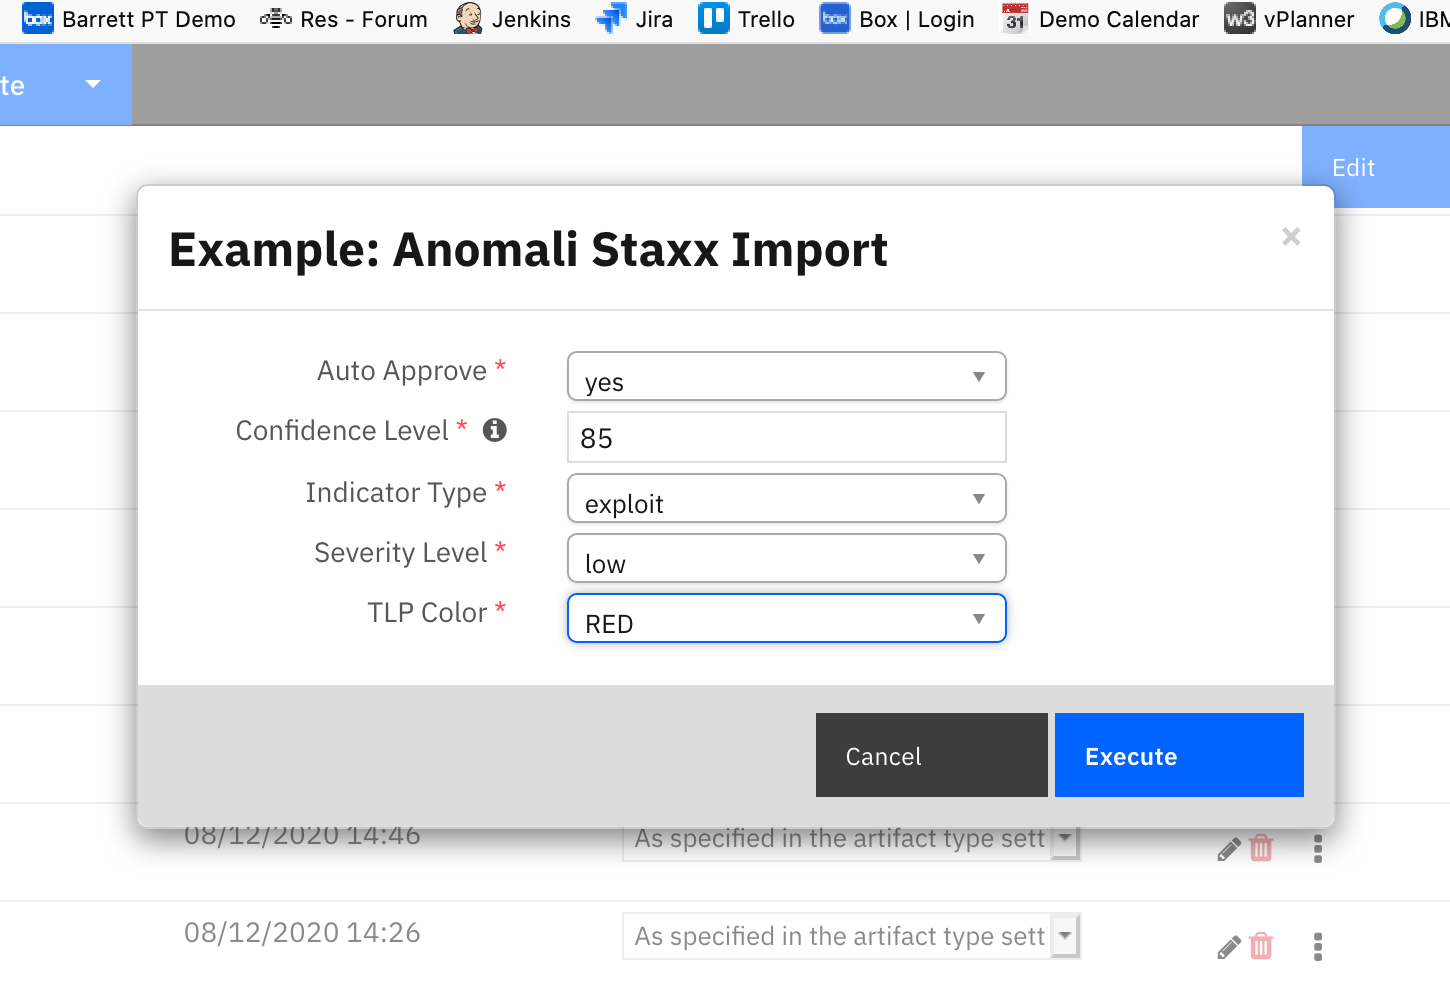 box Barrett PT Demo Res - Forum Jenkins Jira Trello box Box | Login 31 Demo Calendar w3 vPlanner IBM
te
Edit
Example: Anomali Staxx Import ×
Auto Approve * yes
Confidence Level * i 85
Indicator Type * exploit
Severity Level * low
TLP Color * RED
Cancel Execute
08/12/2020 14:46 As specified in the artifact type sett
08/12/2020 14:26 As specified in the artifact type sett